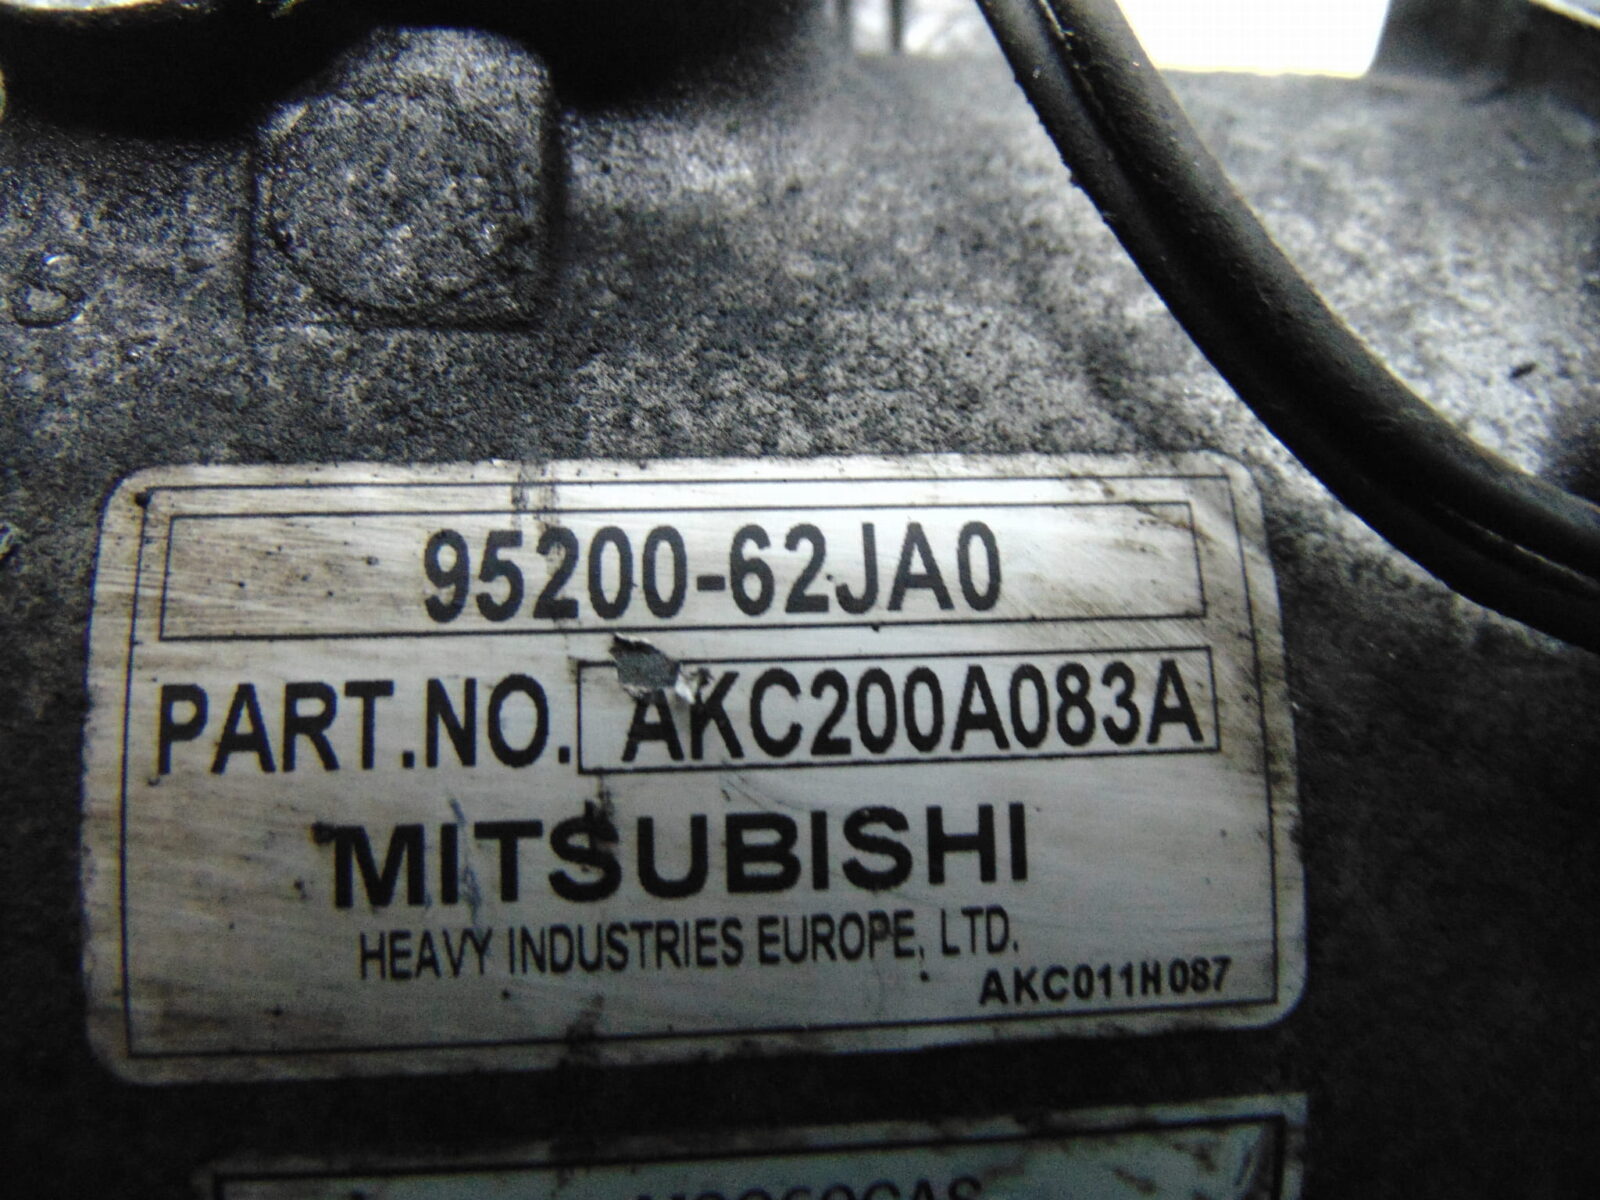 95200-62JA0
PART.NO. AKC200A083A
MITSUBISHI
HEAVY INDUSTRIES EUROPE, LTD.
AKC011H087